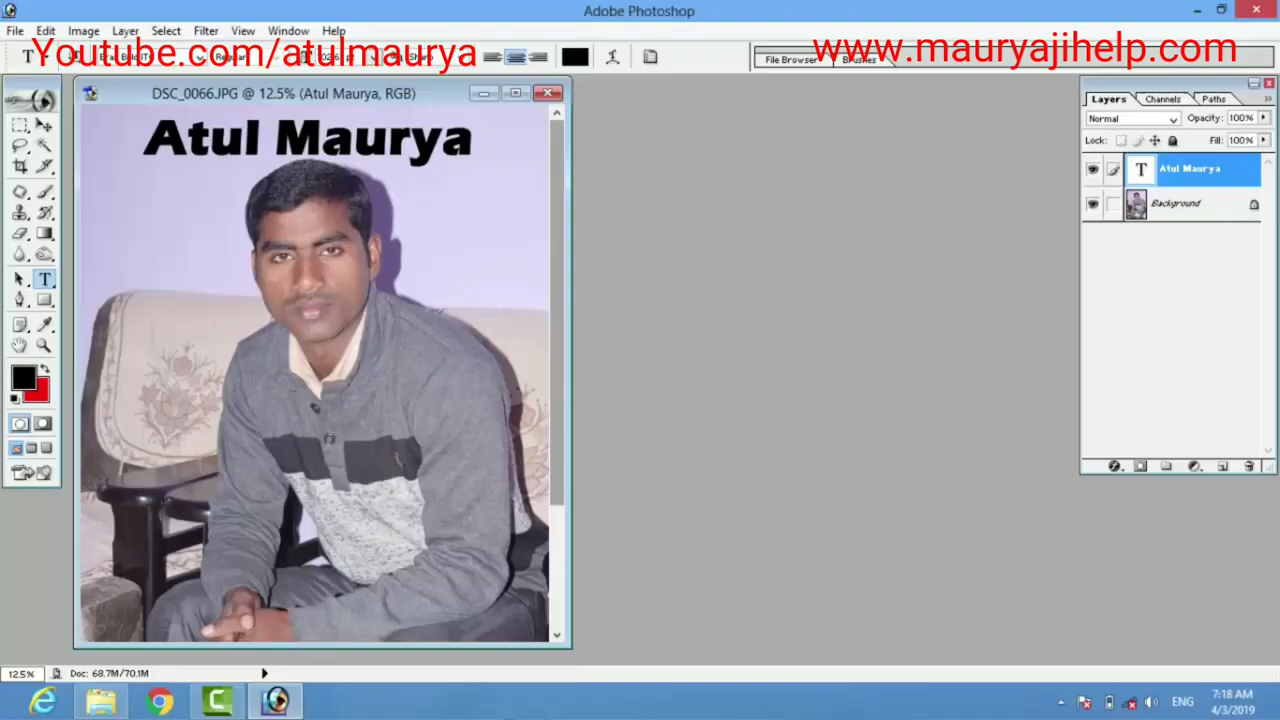 Adobe Photoshop
File Edit Image Layer Select Filter View Window Help
Youtube.com/atulmaurya
www.mauryajihelp.com
T
Regular
Sharp
File Browser
Brushes
DSC_0066.JPG @ 12.5% (Atul Maurya, RGB)
Atul Maurya
Layers Channels Paths
Normal Opacity: 100%
Lock: Fill: 100%
T Atul Maurya
Background
T
12.5% Doc: 68.7M/70.1M
ENG
7:18 AM
4/3/2019